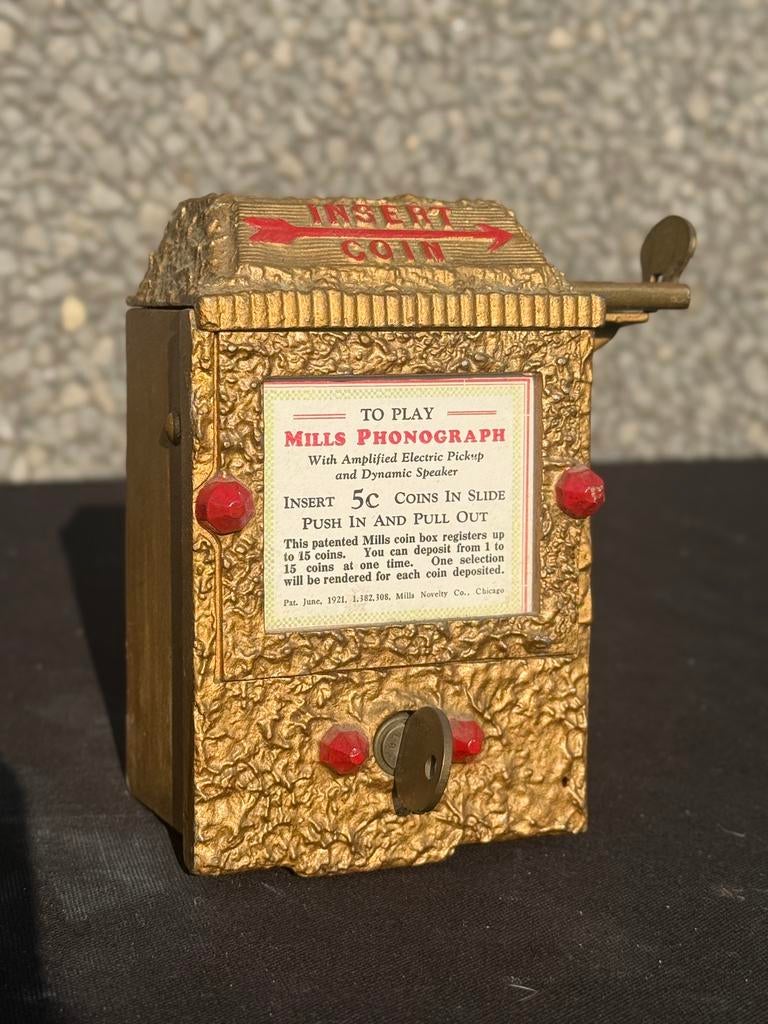 INSERT
COIN
TO PLAY
MILLS PHONOGRAPH
With Amplified Electric Pickup
and Dynamic Speaker
INSERT 5C COINS IN SLIDE
PUSH IN AND PULL OUT
This patented Mills coin box registers up
to 15 coins. You can deposit from 1 to
15 coins at one time. One selection
will be rendered for each coin deposited.
Pat. June, 1921, 1,382,308, Mills Novelty Co., Chicago